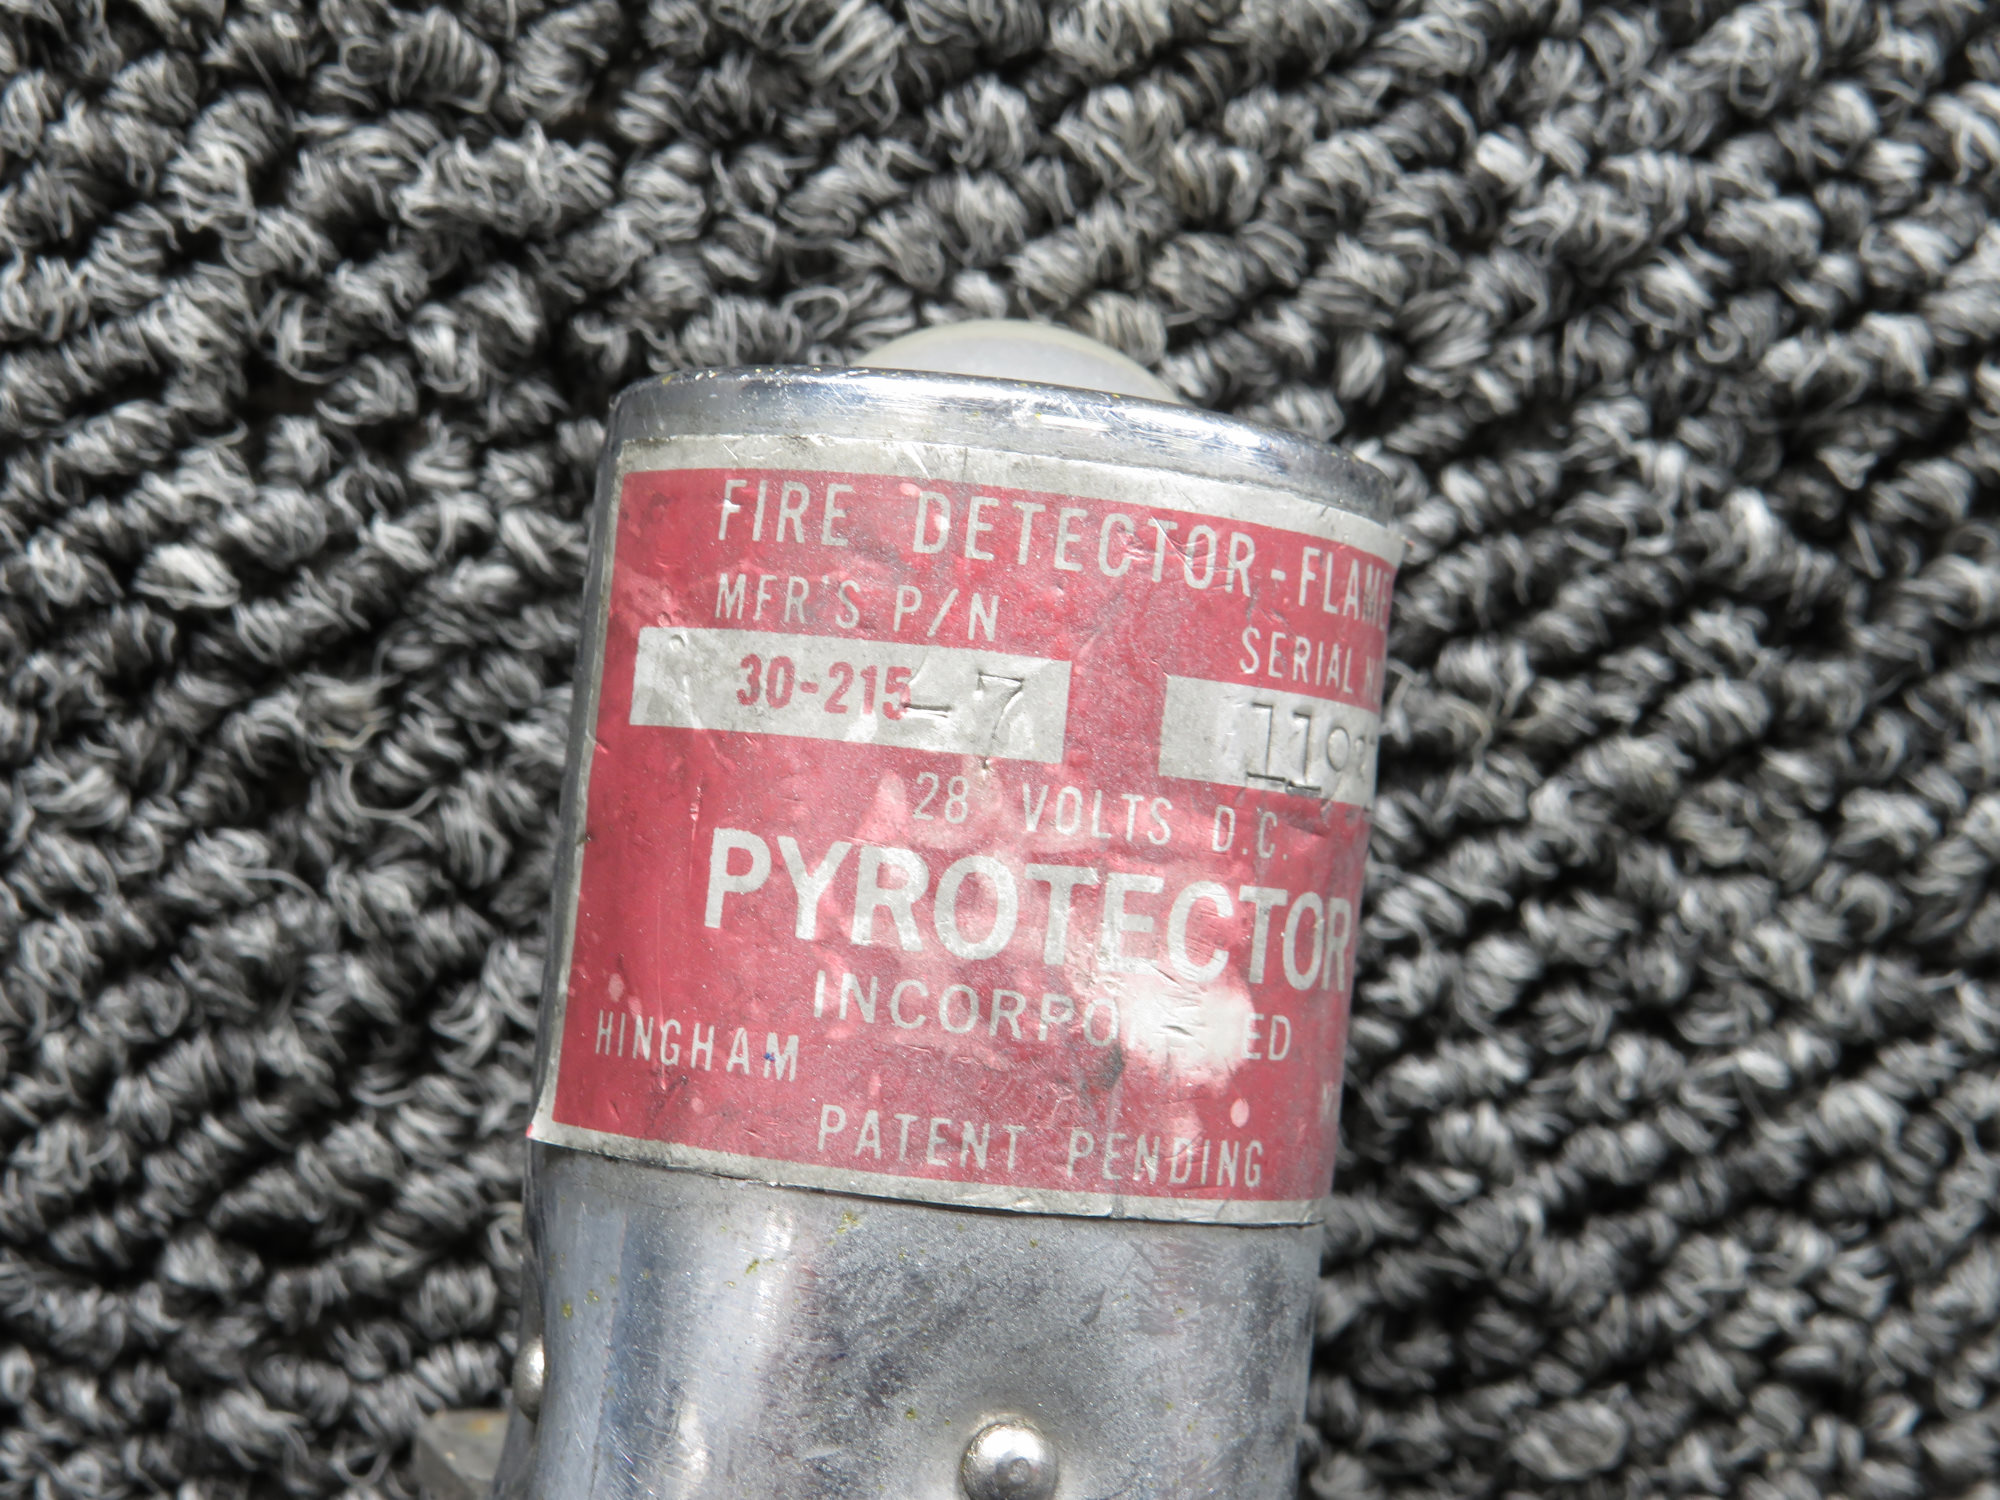 FIRE DETECTOR-FLAME
MFR'S P/N
SERIAL
30-215-7
28 VOLTS D.C.
PYROTECTOR
INCORPORATED
HINGHAM
PATENT PENDING